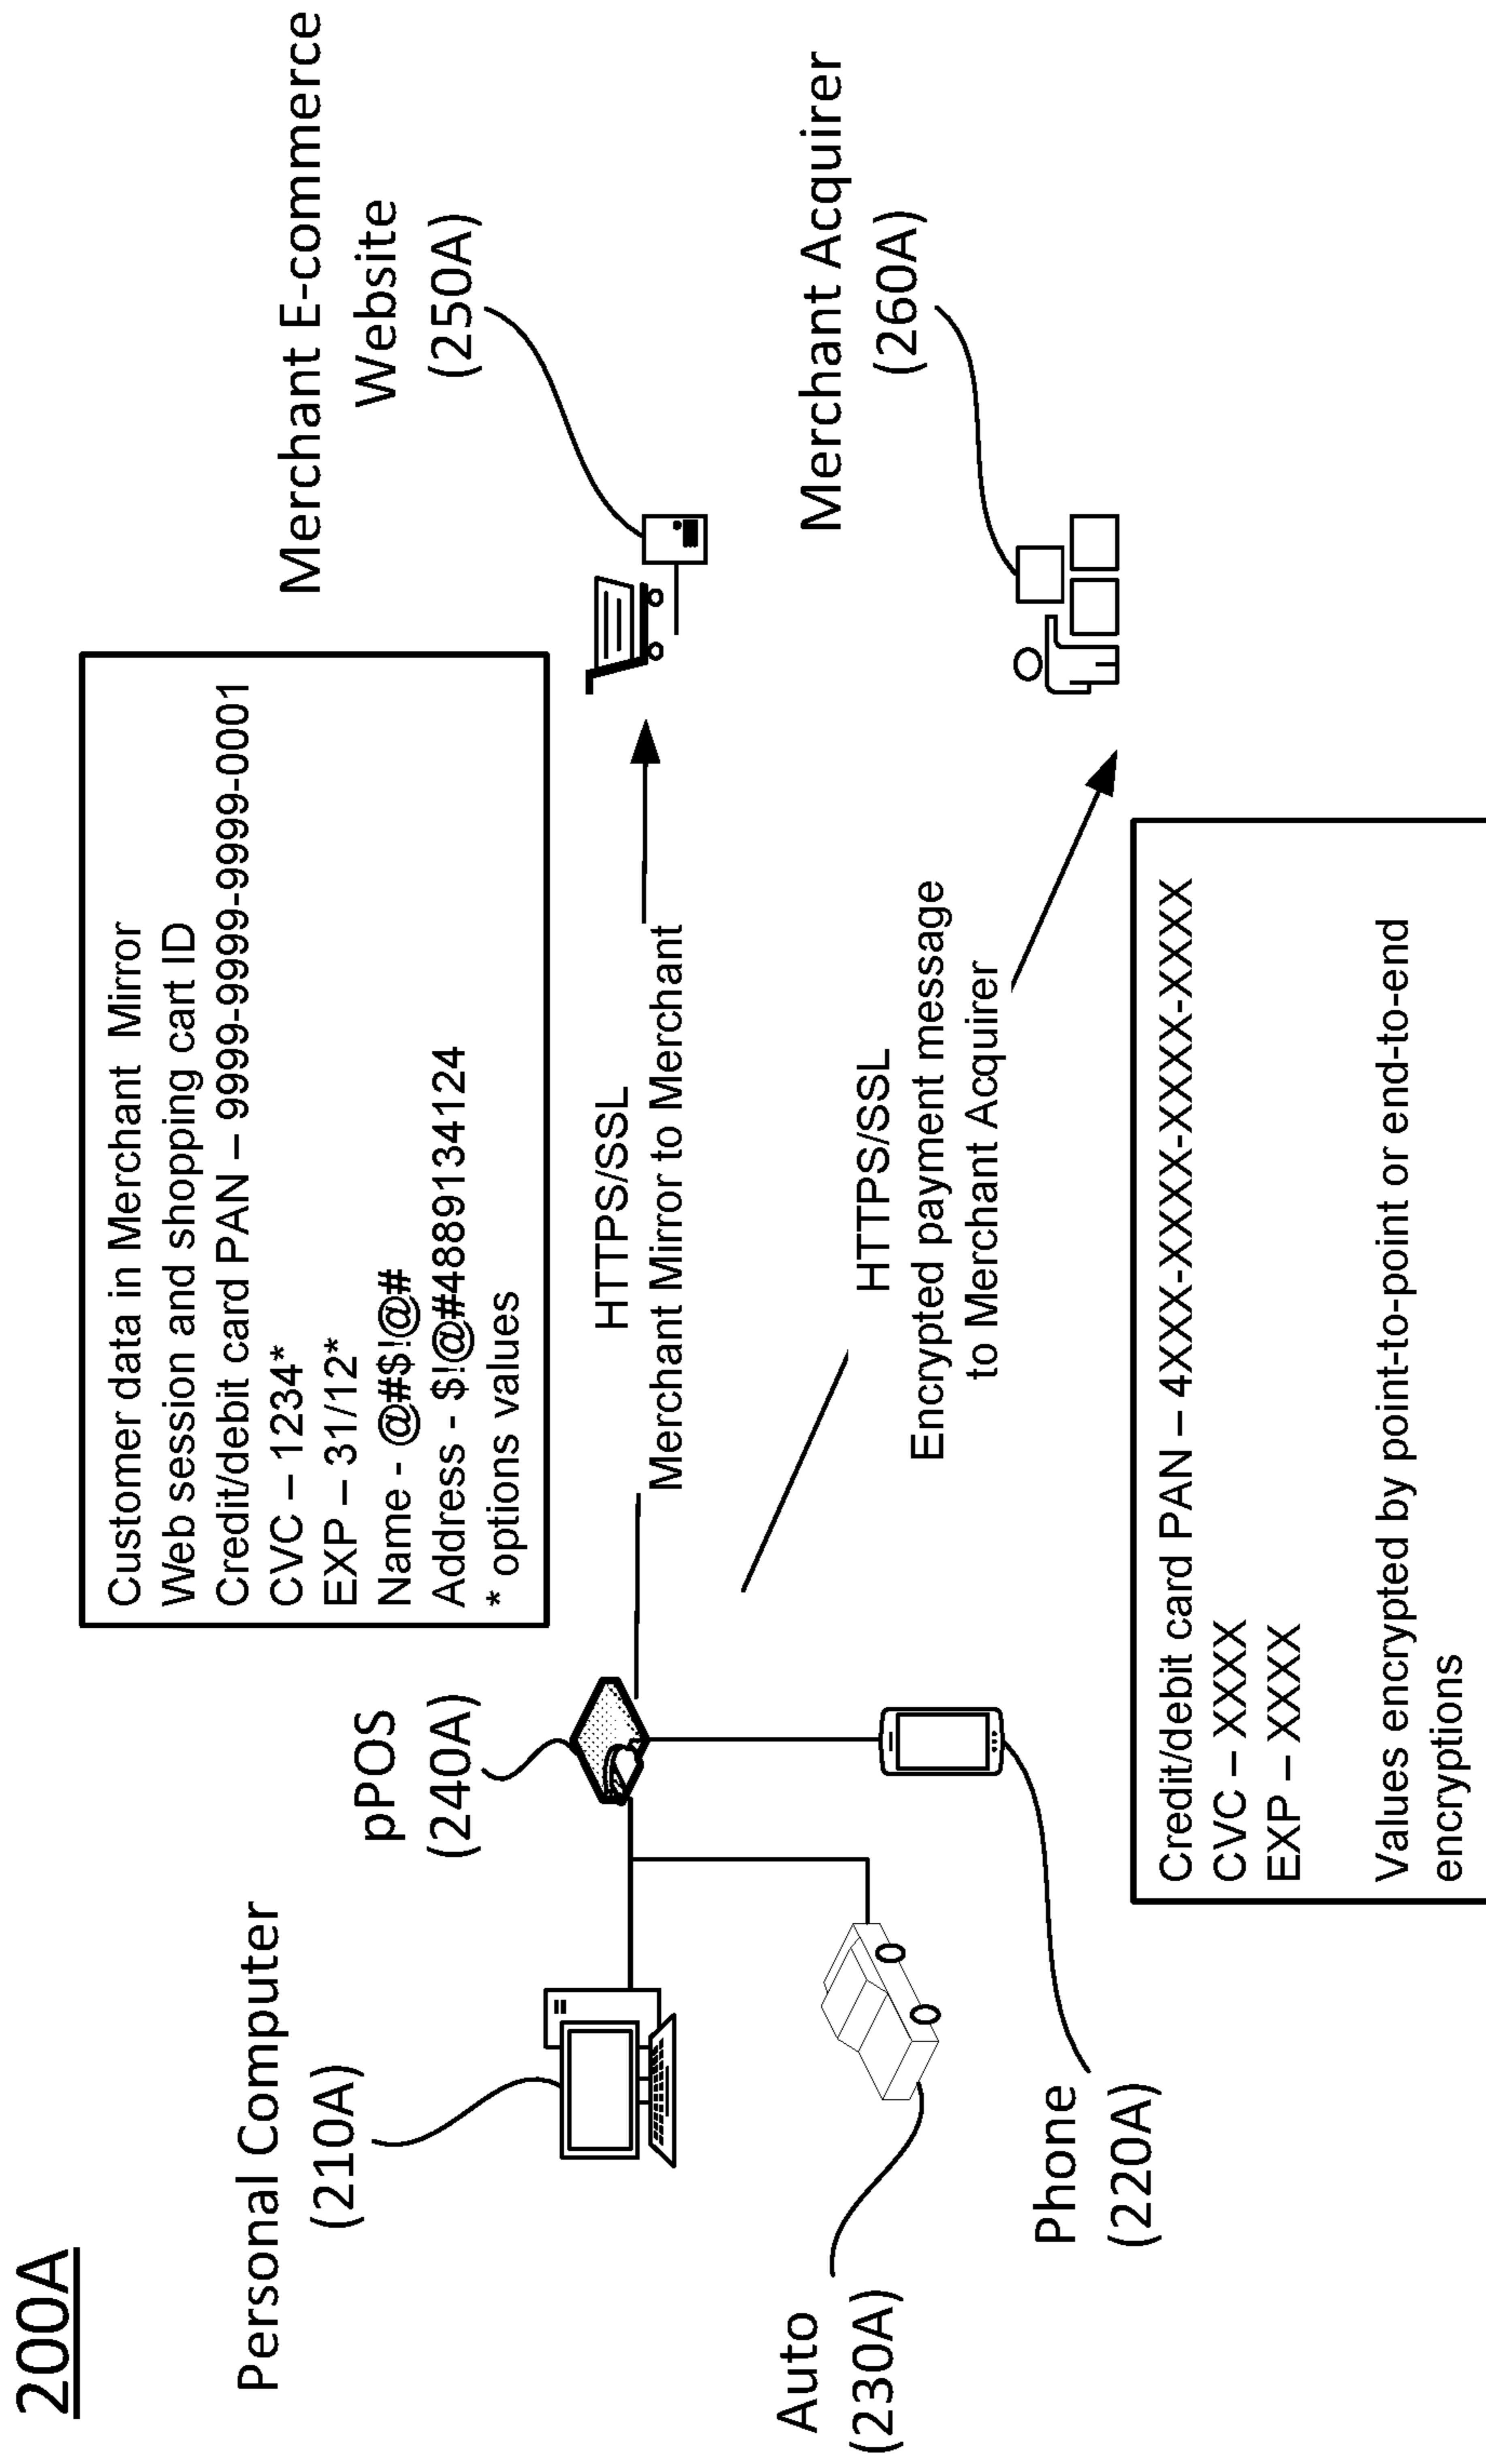 200A
Personal Computer
(210A)
pPOS
(240A)
Customer data in Merchant Mirror
Web session and shopping cart ID
Credit/debit card PAN – 9999-9999-9999-0001
CVC – 1234*
EXP – 31/12*
Name - @#$!@#
Address - $!@#4889134124
* options values
Merchant E-commerce
Website
(250A)
HTTPS/SSL
Merchant Mirror to Merchant
Auto
(230A)
Phone
(220A)
HTTPS/SSL
Encrypted payment message
to Merchant Acquirer
Merchant Acquirer
(260A)
Credit/debit card PAN – 4XXX-XXXX-XXXX-XXXX
CVC – XXXX
EXP – XXXX
Values encrypted by point-to-point or end-to-end
encryptions